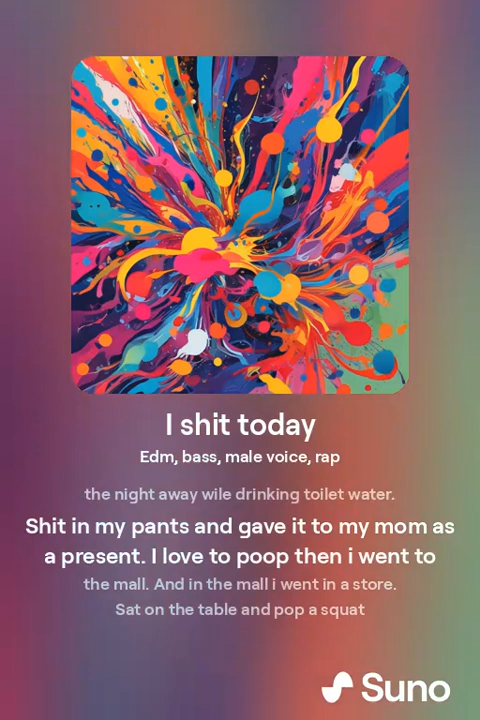 I shit today
Edm, bass, male voice, rap
the night away wile drinking toilet water.
Shit in my pants and gave it to my mom as
a present. I love to poop then i went to
the mall. And in the mall i went in a store.
Sat on the table and pop a squat
Suno